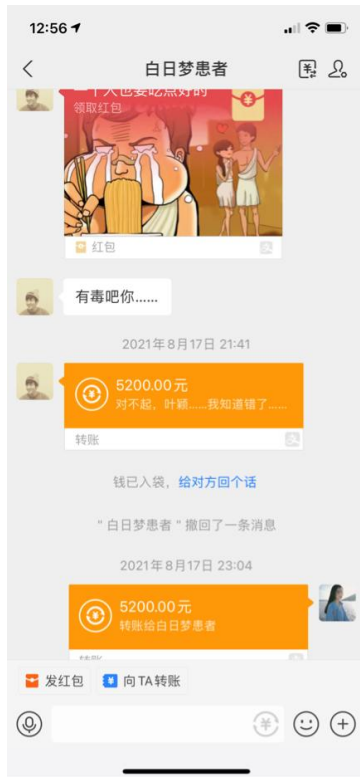 12:56
白日梦患者
一个人也要吃点好的
领取红包
红包
有毒吧你......
2021年8月17日 21:41
5200.00元
对不起，叶颖......我知道错了......
转账
钱已入袋，给对方回个话
"白日梦患者"撤回了一条消息
2021年8月17日 23:04
5200.00元
转账给白日梦患者
转账
发红包
向TA转账